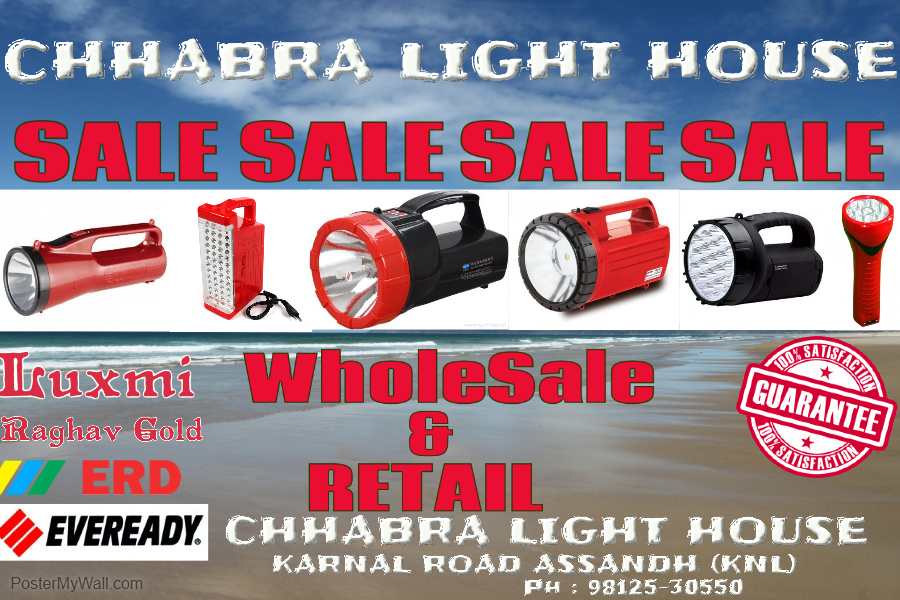 CHHABRA LIGHT HOUSE
SALE SALE SALE SALE
Luxmi
Raghav Gold
ERD
EVEREADY.
WholeSale
&
RETAIL
100% SATISFACTION
GUARANTEE
100% SATISFACTION
CHHABRA LIGHT HOUSE
KARNAL ROAD ASSANDH (KNL)
Ph : 98125-30550
PosterMyWall.com